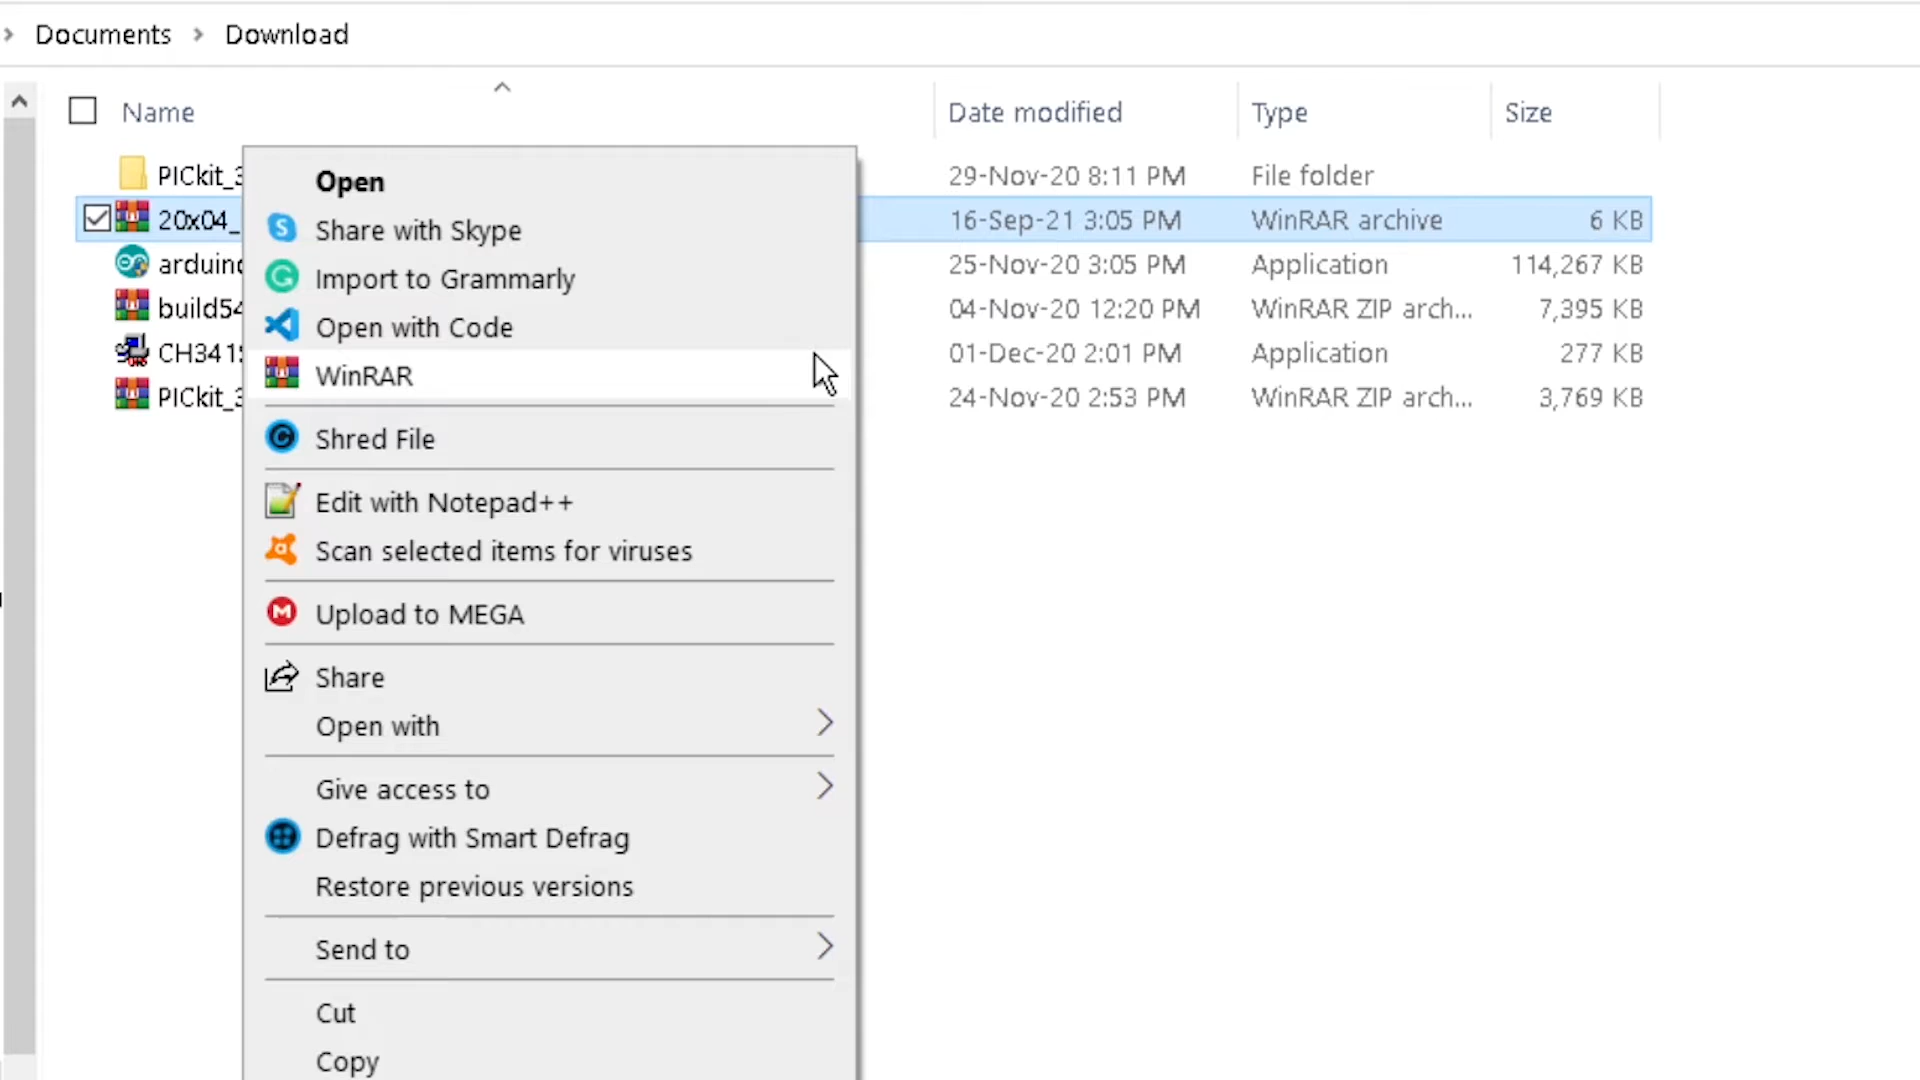 Documents > Download
Name Date modified Type Size
PICkit_3 29-Nov-20 8:11 PM File folder
20x04_ 16-Sep-21 3:05 PM WinRAR archive 6 KB
arduino 25-Nov-20 3:05 PM Application 114,267 KB
build54 04-Nov-20 12:20 PM WinRAR ZIP arch... 7,395 KB
CH341S 01-Dec-20 2:01 PM Application 277 KB
PICkit_3 24-Nov-20 2:53 PM WinRAR ZIP arch... 3,769 KB
Open
Share with Skype
Import to Grammarly
Open with Code
WinRAR
Shred File
Edit with Notepad++
Scan selected items for viruses
Upload to MEGA
Share
Open with
Give access to
Defrag with Smart Defrag
Restore previous versions
Send to
Cut
Copy